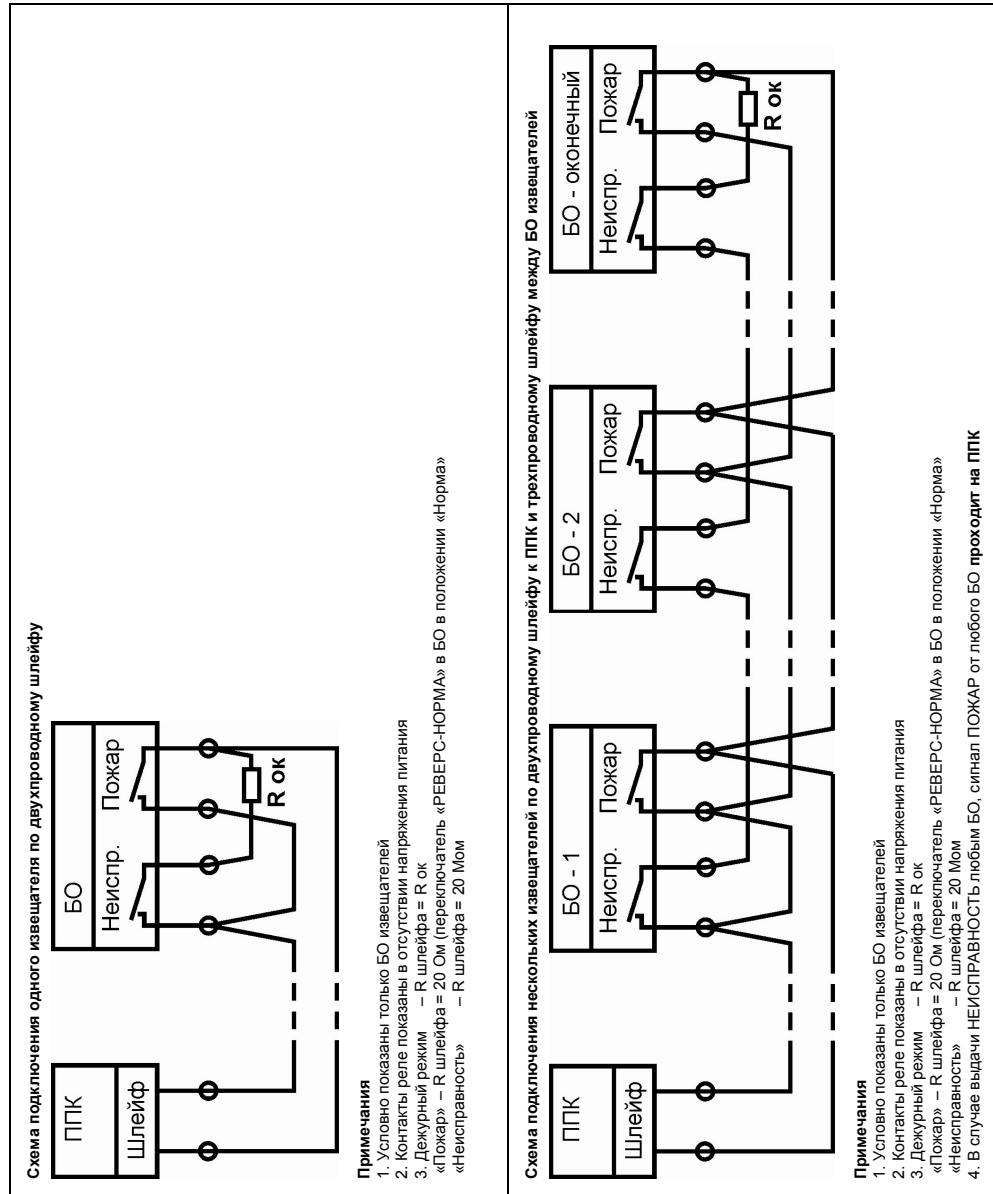 Схема подключения одного извещателя по двухпроводному шлейфу
ППК
Шлейф
БО
Неиспр.
Пожар
R ок
Примечания
1. Условно показаны только БО извещателей
2. Контакты реле показаны в отсутствии напряжения питания
3. Дежурный режим – R шлейфа = R ок
«Пожар» – R шлейфа = 20 Ом (переключатель «РЕВЕРС-НОРМА» в БО в положении «Норма»
«Неисправность» – R шлейфа = 20 Мом
Схема подключения нескольких извещателей по двухпроводному шлейфу к ППК и трехпроводному шлейфу между БО извещателей
ППК
Шлейф
БО - 1
Неиспр.
Пожар
БО - 2
Неиспр.
Пожар
БО - оконечный
Неиспр.
Пожар
R ок
Примечания
1. Условно показаны только БО извещателей
2. Контакты реле показаны в отсутствии напряжения питания
3. Дежурный режим – R шлейфа = R ок
«Пожар» – R шлейфа = 20 Ом (переключатель «РЕВЕРС-НОРМА» в БО в положении «Норма»
«Неисправность» – R шлейфа = 20 Мом
4. В случае выдачи НЕИСПРАВНОСТЬ любым БО, сигнал ПОЖАР от любого БО проходит на ППК